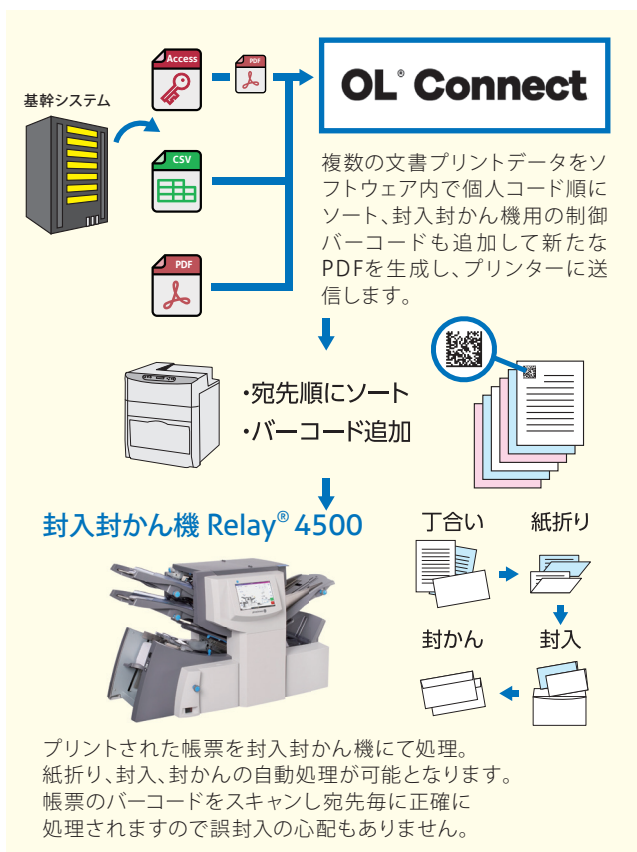 Access
PDF
OL® Connect
基幹システム
CSV
PDF
複数の文書プリントデータをソ
フトウェア内で個人コード順に
ソート、封入封かん機用の制御
バーコードも追加して新たな
PDFを生成し、プリンターに送
信します。
・宛先順にソート
・バーコード追加
封入封かん機 Relay® 4500
丁合い
紙折り
封かん
封入
プリントされた帳票を封入封かん機にて処理。
紙折り、封入、封かんの自動処理が可能となります。
帳票のバーコードをスキャンし宛先毎に正確に
処理されますので誤封入の心配もありません。